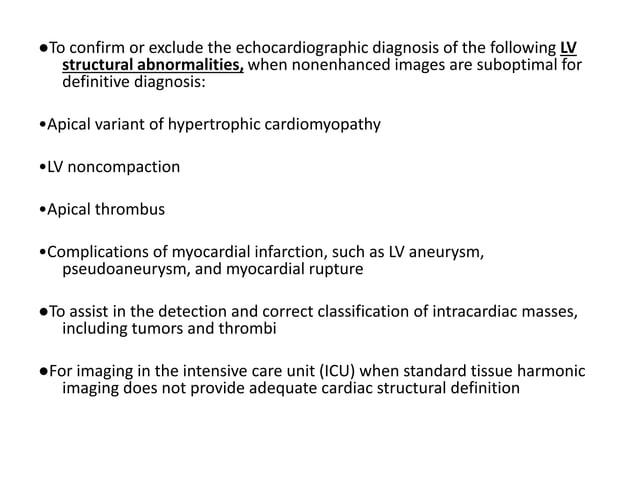 ●To confirm or exclude the echocardiographic diagnosis of the following LV
structural abnormalities, when nonenhanced images are suboptimal for
definitive diagnosis:
•Apical variant of hypertrophic cardiomyopathy
•LV noncompaction
•Apical thrombus
•Complications of myocardial infarction, such as LV aneurysm,
pseudoaneurysm, and myocardial rupture
●To assist in the detection and correct classification of intracardiac masses,
including tumors and thrombi
●For imaging in the intensive care unit (ICU) when standard tissue harmonic
imaging does not provide adequate cardiac structural definition